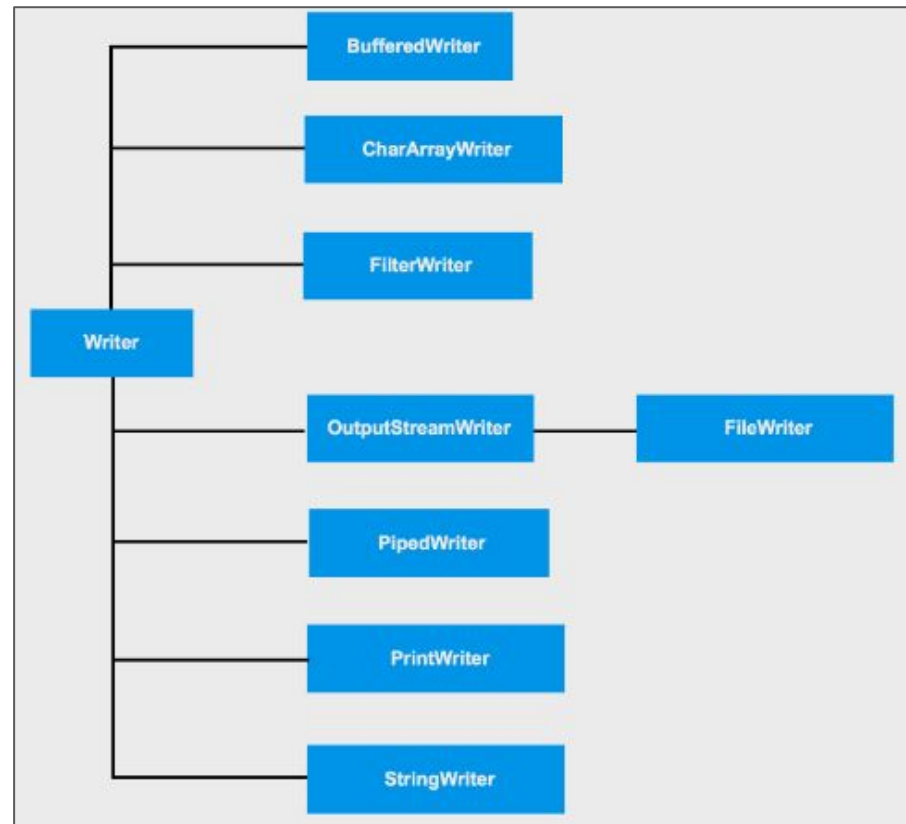 BufferedWriter
CharArrayWriter
FilterWriter
Writer
OutputStreamWriter
FileWriter
PipedWriter
PrintWriter
StringWriter